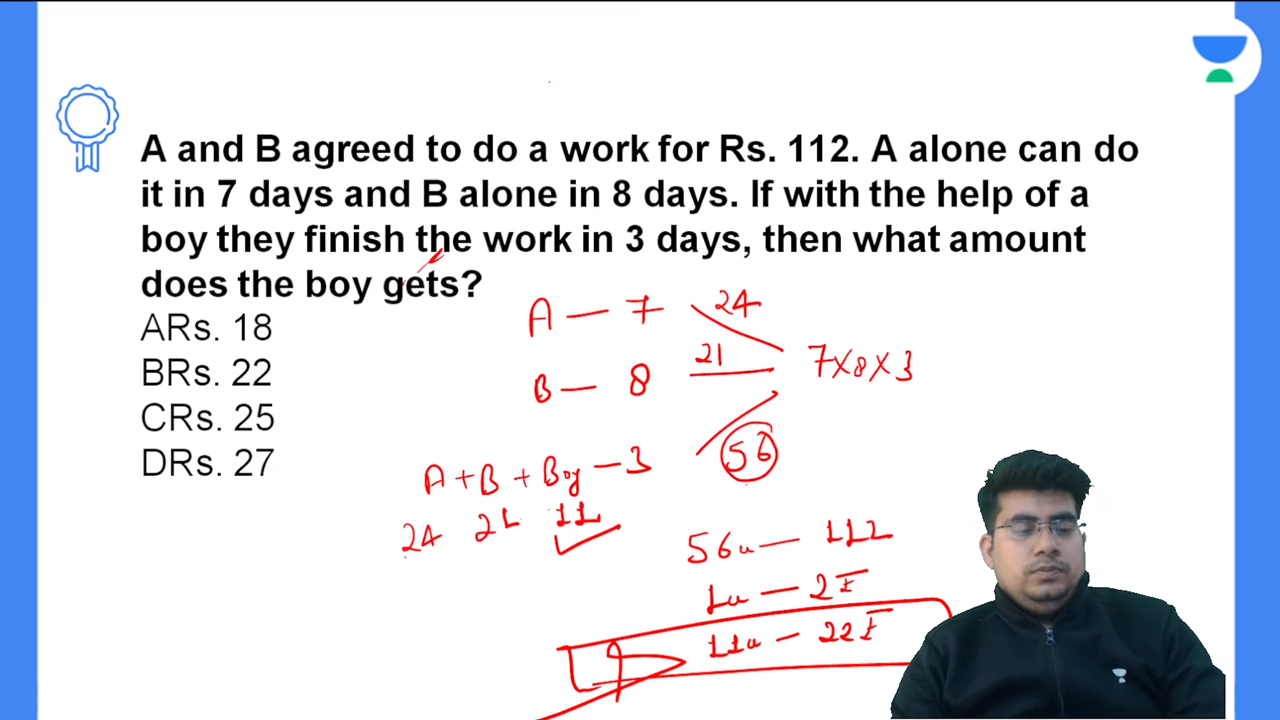 A and B agreed to do a work for Rs. 112. A alone can do
it in 7 days and B alone in 8 days. If with the help of a
boy they finish the work in 3 days, then what amount
does the boy gets?
ARs. 18
BRs. 22
CRs. 25
DRs. 27
A — 7 24
B — 8 21 7×8×3
A + B + Boy — 3 56
24 21 11
56u — 112
1u — 2₹
11u — 22₹